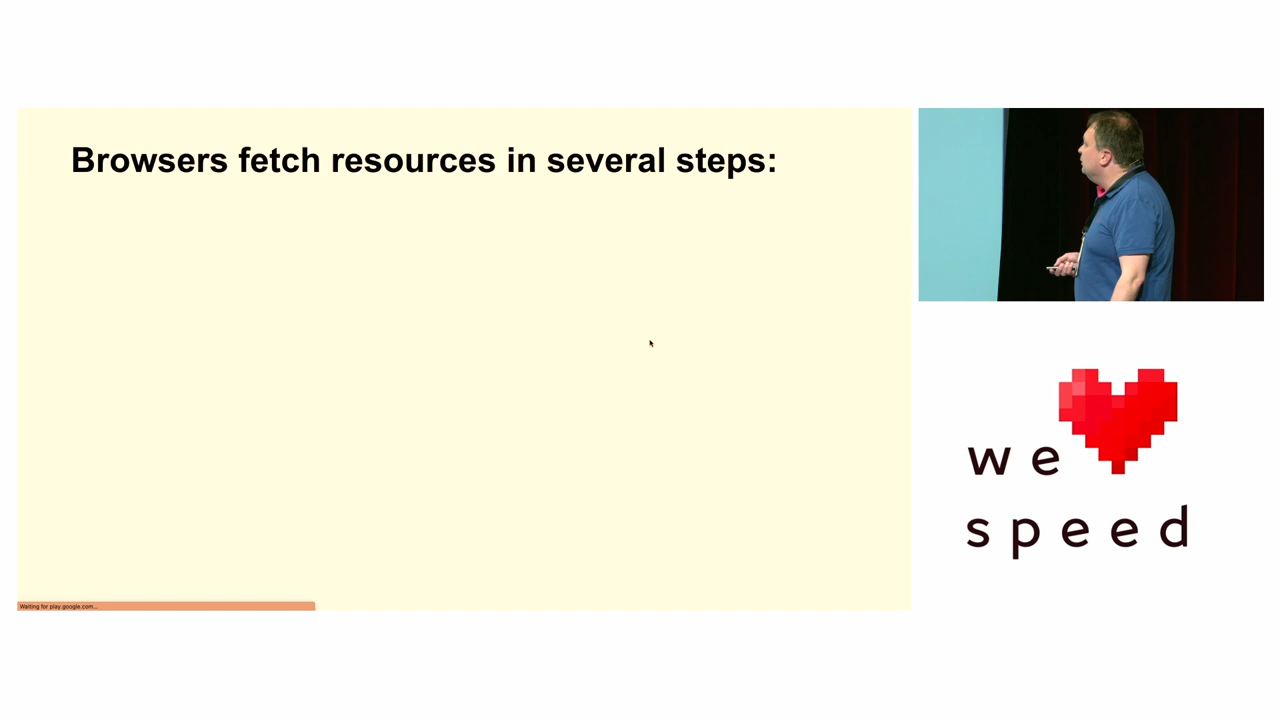 Browsers fetch resources in several steps:
we
speed
Waiting for play.google.com...